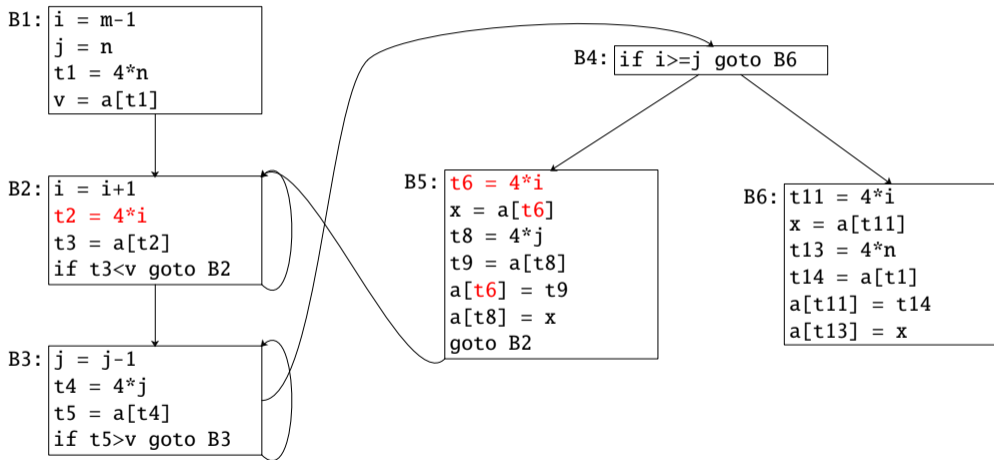 B1:
i = m-1
j = n
t1 = 4*n
v = a[t1]
B2:
i = i+1
t2 = 4*i
t3 = a[t2]
if t3<v goto B2
B3:
j = j-1
t4 = 4*j
t5 = a[t4]
if t5>v goto B3
B4:
if i>=j goto B6
B5:
t6 = 4*i
x = a[t6]
t8 = 4*j
t9 = a[t8]
a[t6] = t9
a[t8] = x
goto B2
B6:
t11 = 4*i
x = a[t11]
t13 = 4*n
t14 = a[t1]
a[t11] = t14
a[t13] = x